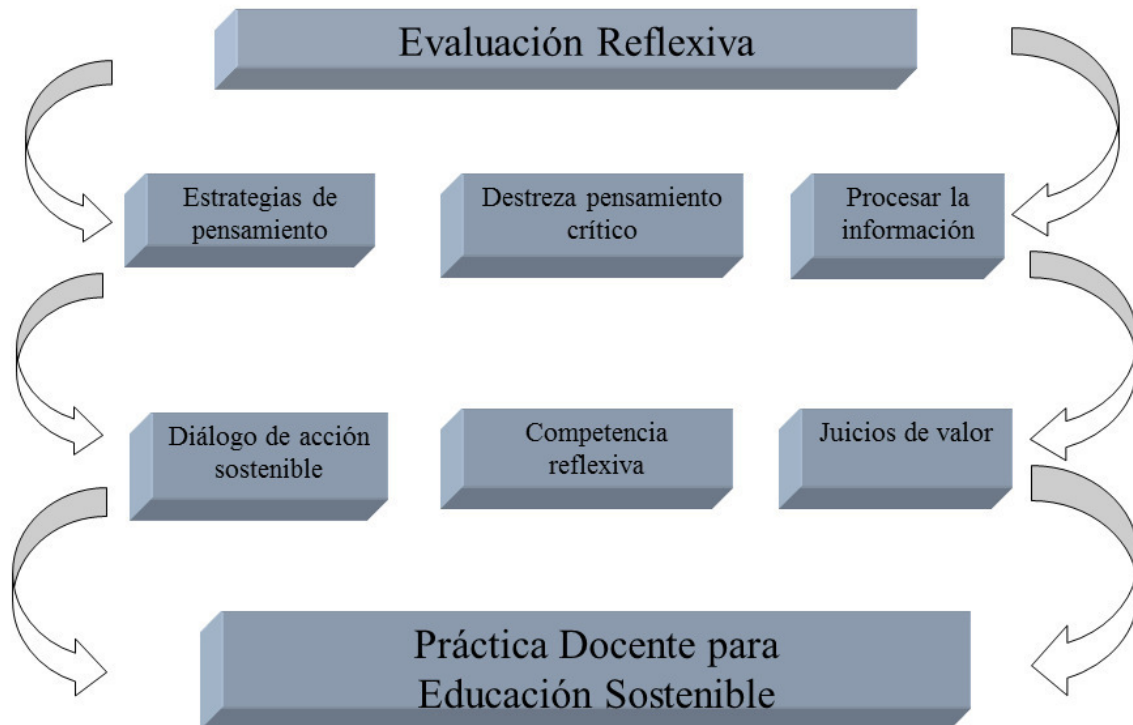 Evaluación Reflexiva
Estrategias de
pensamiento
Destreza pensamiento
crítico
Procesar la
información
Diálogo de acción
sostenible
Competencia
reflexiva
Juicios de valor
Práctica Docente para
Educación Sostenible